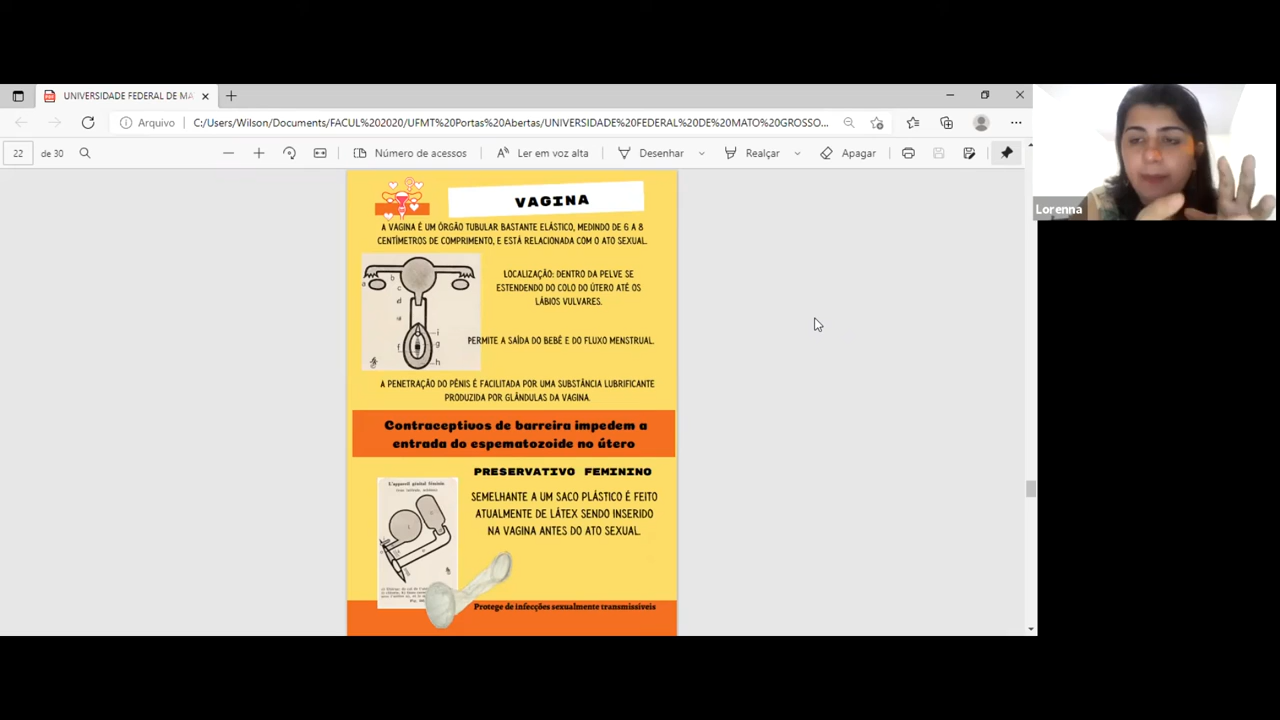 UNIVERSIDADE FEDERAL DE MA
Arquivo
C:/Users/Wilson/Documents/FACUL%202020/UFMT%20Portas%20Abertas/UNIVERSIDADE%20FEDERAL%20DE%20MATO%20GROSSO...
22 de 30
Número de acessos
Ler em voz alta
Desenhar
Realçar
Apagar
Lorenna
VAGINA
A VAGINA É UM ÓRGÃO TUBULAR BASTANTE ELÁSTICO, MEDINDO DE 6 A 8
CENTÍMETROS DE COMPRIMENTO, E ESTÁ RELACIONADA COM O ATO SEXUAL.
a
b
c
d
e
f
i
g
h
LOCALIZAÇÃO: DENTRO DA PELVE SE
ESTENDENDO DO COLO DO ÚTERO ATÉ OS
LÁBIOS VULVARES.
PERMITE A SAÍDA DO BEBÊ E DO FLUXO MENSTRUAL.
A PENETRAÇÃO DO PÊNIS É FACILITADA POR UMA SUBSTÂNCIA LUBRIFICANTE
PRODUZIDA POR GLÂNDULAS DA VAGINA.
Contraceptivos de barreira impedem a
entrada do espematozoide no útero
PRESERVATIVO FEMININO
SEMELHANTE A UM SACO PLÁSTICO É FEITO
ATUALMENTE DE LÁTEX SENDO INSERIDO
NA VAGINA ANTES DO ATO SEXUAL.
L'appareil génital féminin
Protege de infecções sexualmente transmissíveis